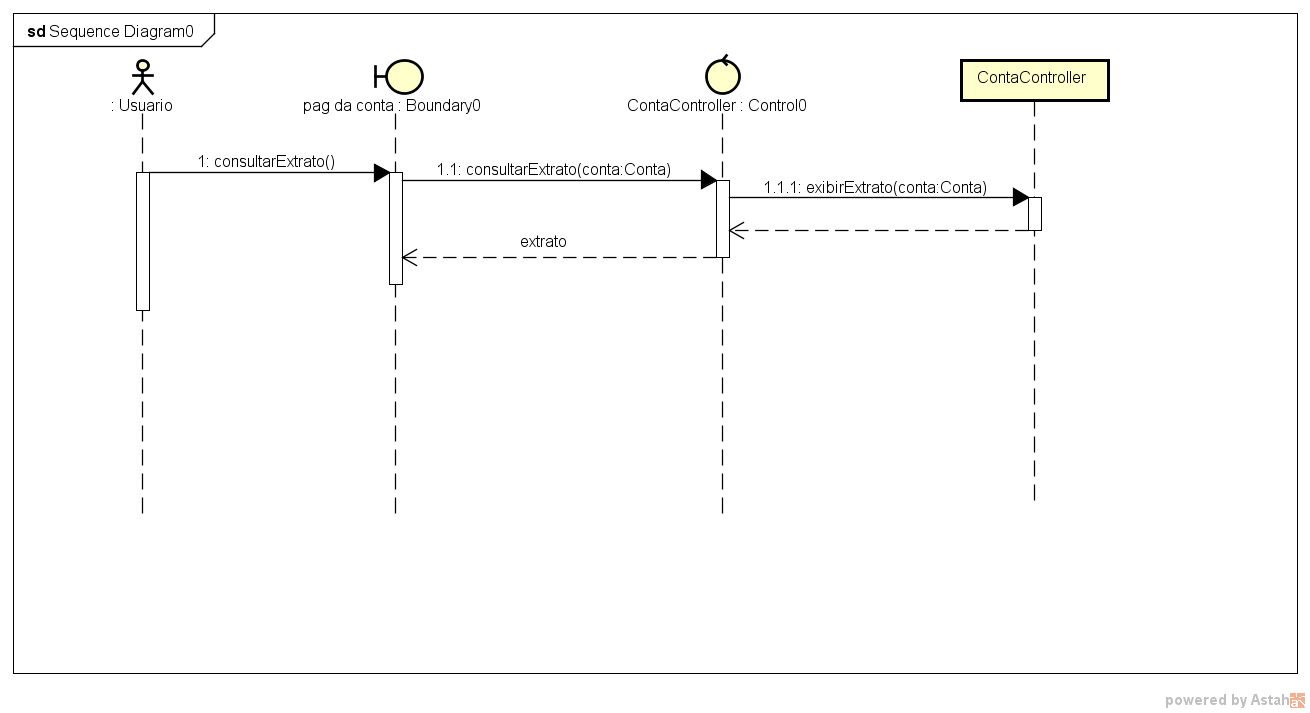 sd Sequence Diagram0
: Usuario
pag da conta : Boundary0
ContaController : Control0
ContaController
1: consultarExtrato()
1.1: consultarExtrato(conta:Conta)
1.1.1: exibirExtrato(conta:Conta)
extrato
powered by Astah